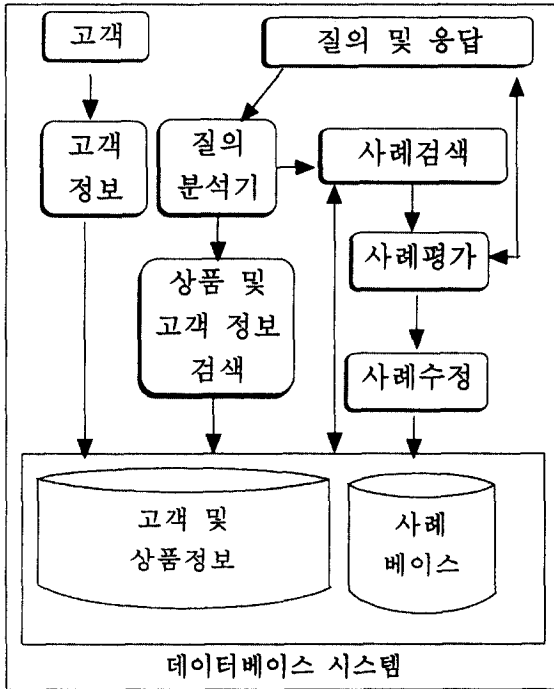 고객
질의 및 응답
고객
정보
질의
분석기
사례검색
사례평가
상품 및
고객 정보
검색
사례수정
고객 및
상품정보
사례
베이스
데이터베이스 시스템